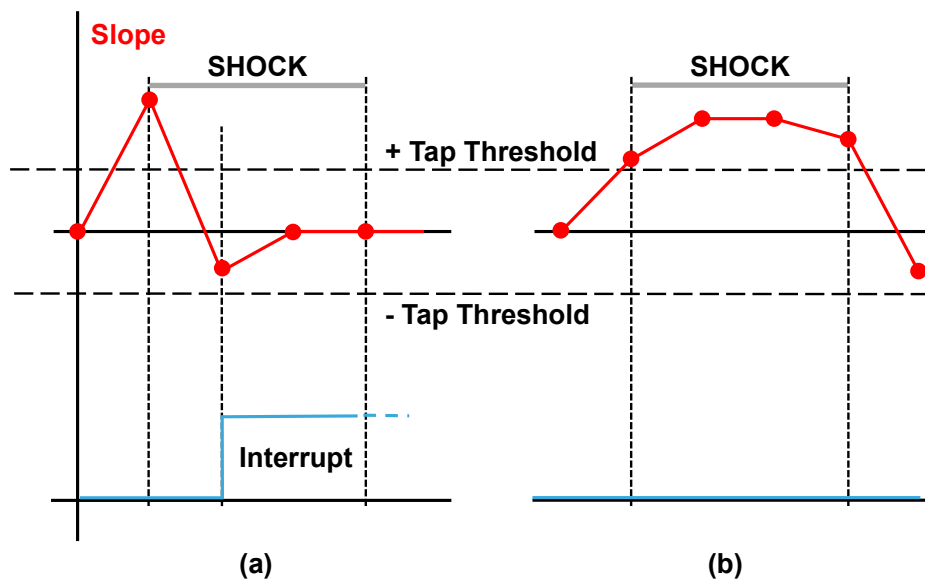 Slope
SHOCK
SHOCK
+ Tap Threshold
- Tap Threshold
Interrupt
(a)
(b)